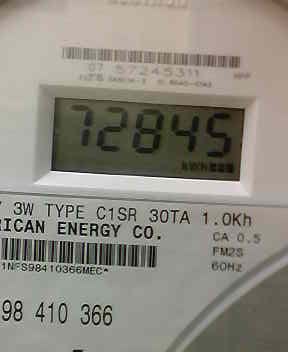 07 57245311
72845
kWh
3W TYPE C1SR 30TA 1.0Kh
RICAN ENERGY CO.
CA 0.5
FM2S
1NFS98410366MEC*
60Hz
98 410 366